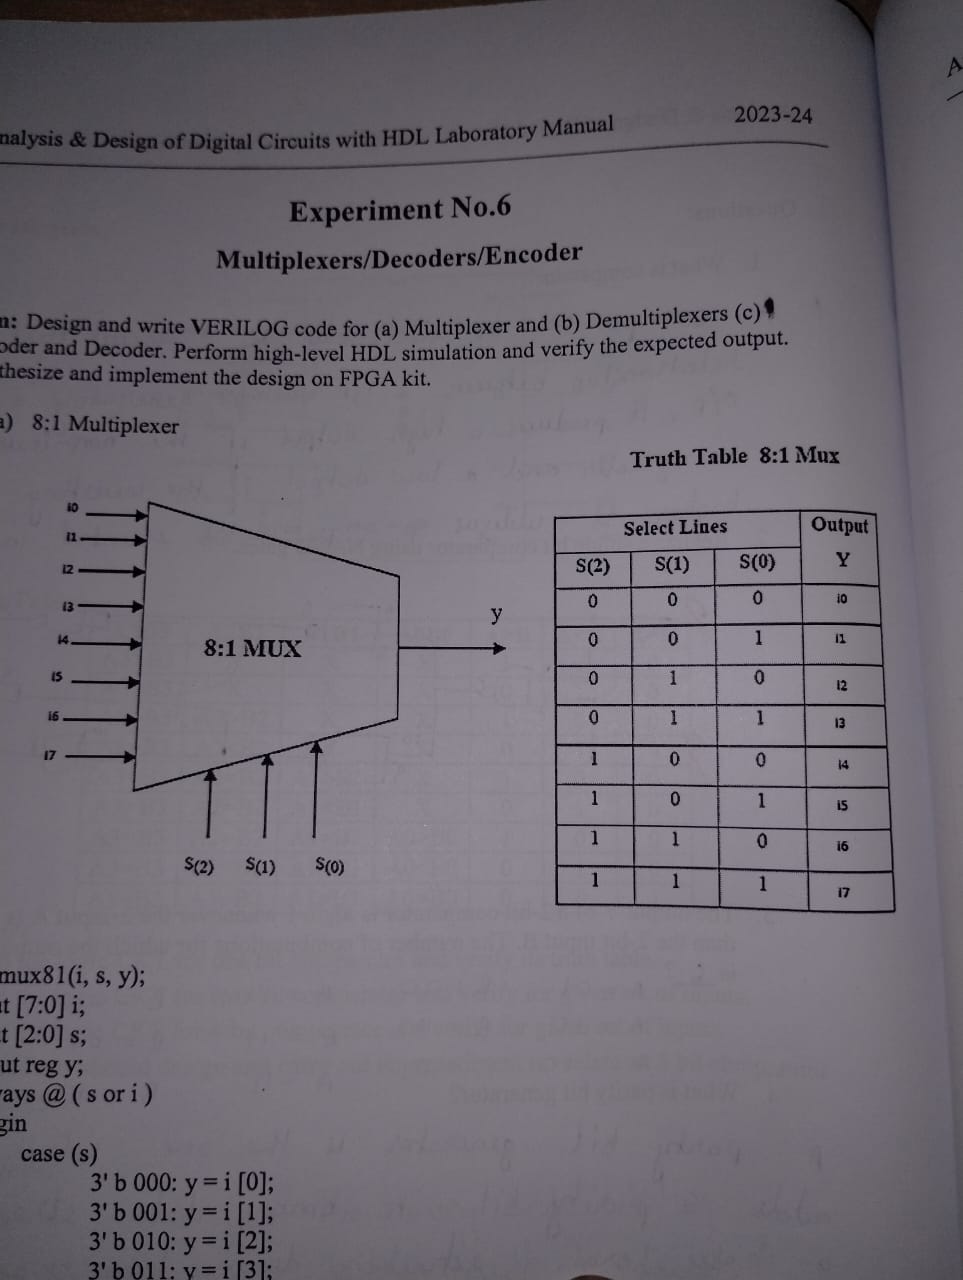 nalysis & Design of Digital Circuits with HDL Laboratory Manual 2023-24
A
Experiment No.6
Multiplexers/Decoders/Encoder
n: Design and write VERILOG code for (a) Multiplexer and (b) Demultiplexers (c)
oder and Decoder. Perform high-level HDL simulation and verify the expected output.
thesize and implement the design on FPGA kit.
a) 8:1 Multiplexer
Truth Table 8:1 Mux
i0
i1
i2
i3
i4
i5
i6
i7
8:1 MUX
y
S(2) S(1) S(0)
Select Lines Output
S(2) S(1) S(0) Y
0 0 0 i0
0 0 1 i1
0 1 0 i2
0 1 1 i3
1 0 0 i4
1 0 1 i5
1 1 0 i6
1 1 1 i7
mux81(i, s, y);
t [7:0] i;
t [2:0] s;
ut reg y;
ays @ ( s or i )
gin
case (s)
3' b 000: y = i [0];
3' b 001: y = i [1];
3' b 010: y = i [2];
3' b 011: y = i [3];